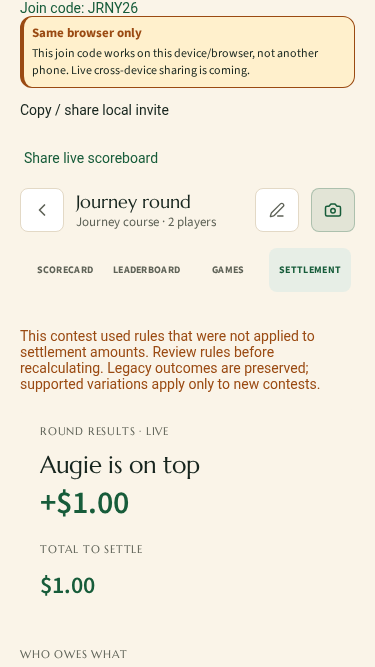 Join code: JRNY26
Same browser only
This join code works on this device/browser, not another
phone. Live cross-device sharing is coming.
Copy / share local invite
Share live scoreboard
Journey round
Journey course · 2 players
SCORECARD LEADERBOARD GAMES SETTLEMENT
This contest used rules that were not applied to
settlement amounts. Review rules before
recalculating. Legacy outcomes are preserved;
supported variations apply only to new contests.
ROUND RESULTS · LIVE
Augie is on top
+$1.00
TOTAL TO SETTLE
$1.00
WHO OWES WHAT